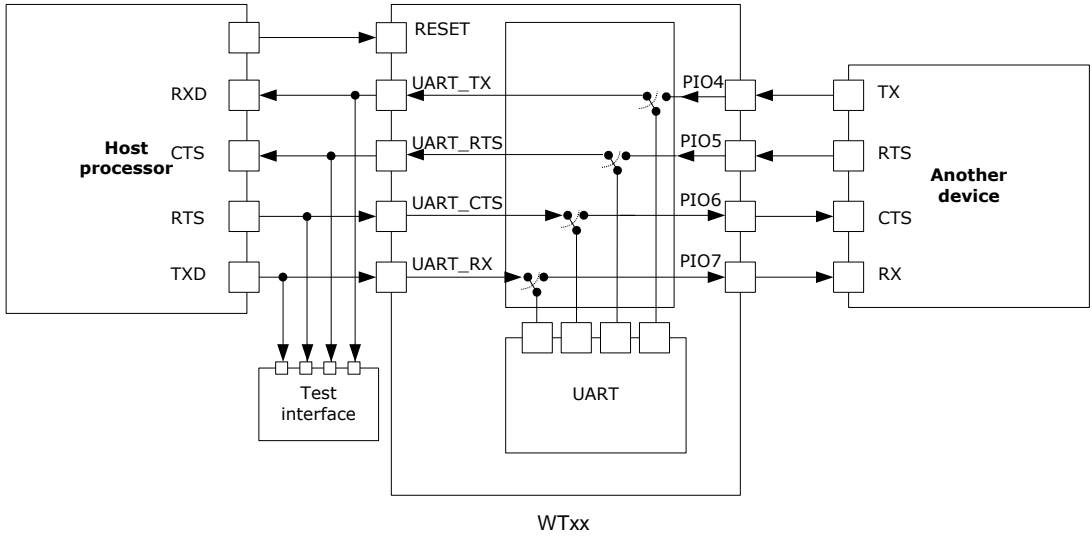 RESET
RXD
UART_TX
PIO4
TX
Host
processor
CTS
UART_RTS
PIO5
RTS
Another
device
RTS
UART_CTS
PIO6
CTS
TXD
UART_RX
PIO7
RX
Test
interface
UART
WTxx